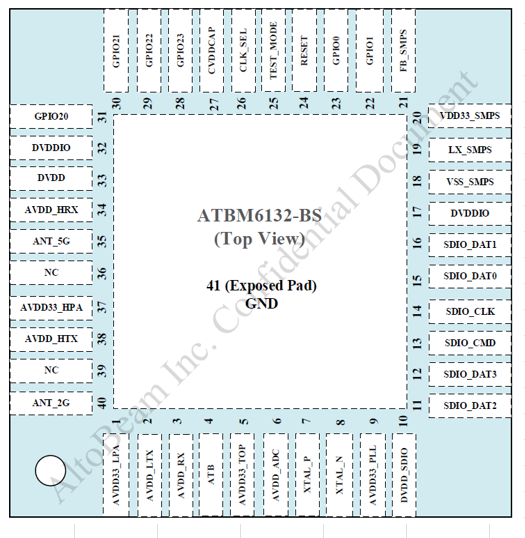 GPIO21
GPIO22
GPIO23
CVDDCAP
CLK_SEL
TEST_MODE
RESET
GPIO0
GPIO1
FB_SMPS
30
29
28
27
26
25
24
23
22
21
GPIO20 31
DVDDIO 32
DVDD 33
AVDD_HRX 34
ANT_5G 35
NC 36
AVDD33_HPA 37
AVDD_HTX 38
NC 39
ANT_2G 40
ATBM6132-BS
(Top View)
41 (Exposed Pad)
GND
20 VDD33_SMPS
19 LX_SMPS
18 VSS_SMPS
17 DVDDIO
16 SDIO_DAT1
15 SDIO_DAT0
14 SDIO_CLK
13 SDIO_CMD
12 SDIO_DAT3
11 SDIO_DAT2
1
2
3
4
5
6
7
8
9
10
AVDD33_LPA
AVDD_LTX
AVDD_RX
ATB
AVDD33_TOP
AVDD_ADC
XTAL_P
XTAL_N
AVDD33_PLL
DVDD_SDIO
AltoBeam Inc. Confidential Document